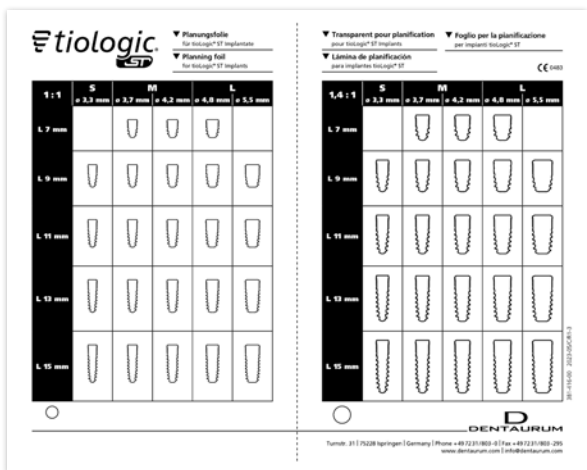 tiologic®
ST
▼ Planungsfolie
für tioLogic® ST Implantate
▼ Planning foil
for tioLogic® ST Implants
▼ Transparent pour planification
pour tioLogic® ST Implants
▼ Lámina de planificación
para implantes tioLogic® ST
▼ Foglio per la pianificazione
per impianti tioLogic® ST
CE 0483
1 : 1
S M L
ø 3,3 mm ø 3,7 mm ø 4,2 mm ø 4,8 mm ø 5,5 mm
L 7 mm
L 9 mm
L 11 mm
L 13 mm
L 15 mm
1,4 : 1
S M L
ø 3,3 mm ø 3,7 mm ø 4,2 mm ø 4,8 mm ø 5,5 mm
L 7 mm
L 9 mm
L 11 mm
L 13 mm
L 15 mm
D
DENTAURUM
Turnstr. 31 | 75228 Ispringen | Germany | Phone +49 7231/803-0 | Fax +49 7231/803-295
www.dentaurum.com | info@dentaurum.com